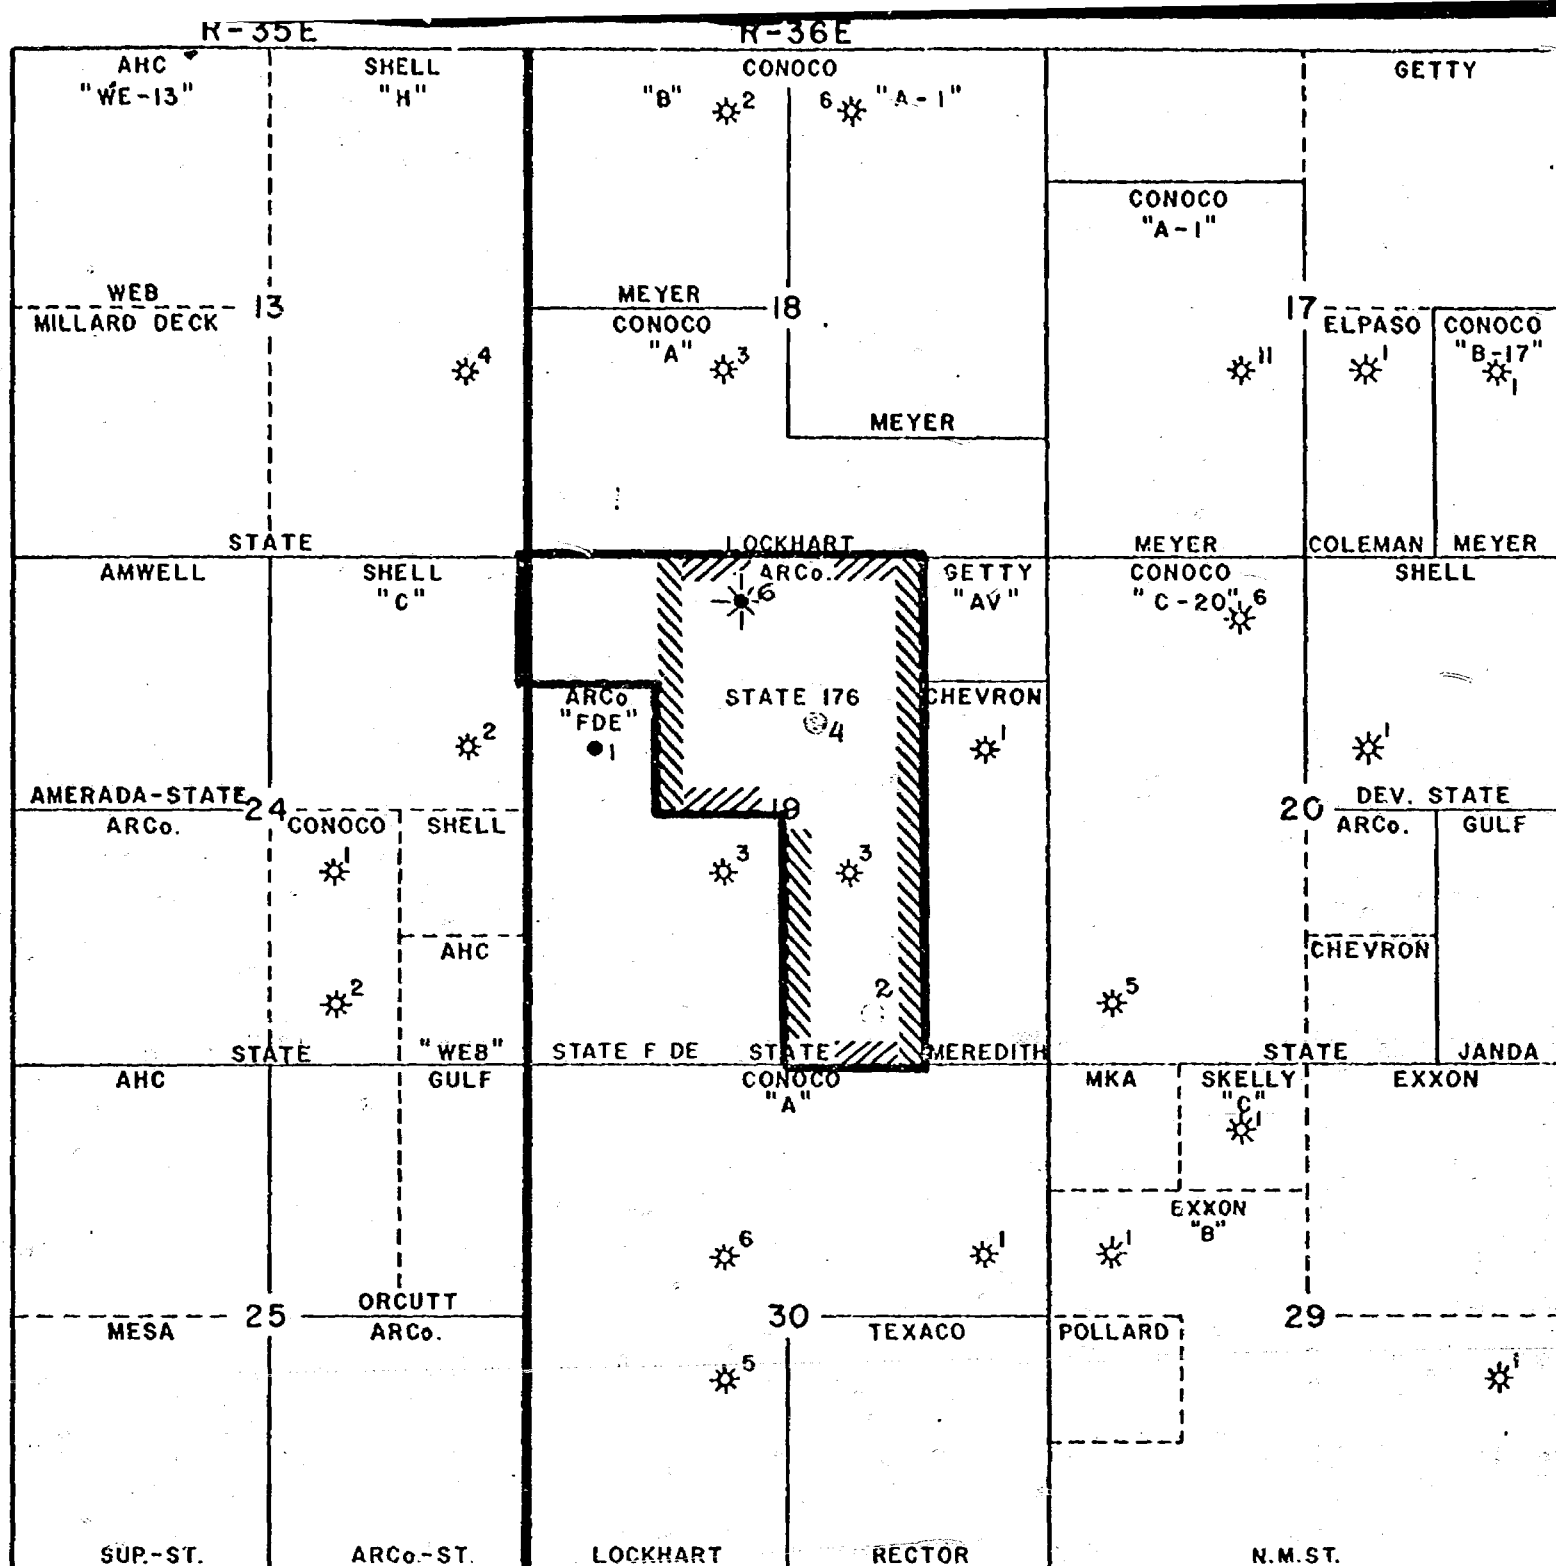 R-35E R-36E
AHC SHELL CONOCO GETTY
"WE-13" "H" "B" 2 6 "A-1"
CONOCO
"A-1"
WEB MEYER
13 18 17
MILLARD DECK CONOCO ELPASO CONOCO
"A" "B-17"
4 3 11 1 1
MEYER
STATE LOCKHART MEYER COLEMAN MEYER
AMWELL SHELL ARCo. GETTY CONOCO SHELL
"C" 6 "AV" "C-20" 6
ARCo STATE 176 CHEVRON
"FDE" 4
2 1 1 1
AMERADA-STATE DEV. STATE
24 19 20
ARCo. CONOCO SHELL ARCo. GULF
1 3 3
AHC CHEVRON
2 2 5
STATE "WEB" STATE F DE STATE MEREDITH STATE JANDA
AHC GULF CONOCO MKA SKELLY EXXON
"A" "C"
1
EXXON
"B"
6 1 1
ORCUTT
25 30 29
MESA ARCo. TEXACO POLLARD
5 1
SUP.-ST. ARCo.-ST. LOCKHART RECTOR N.M.ST.